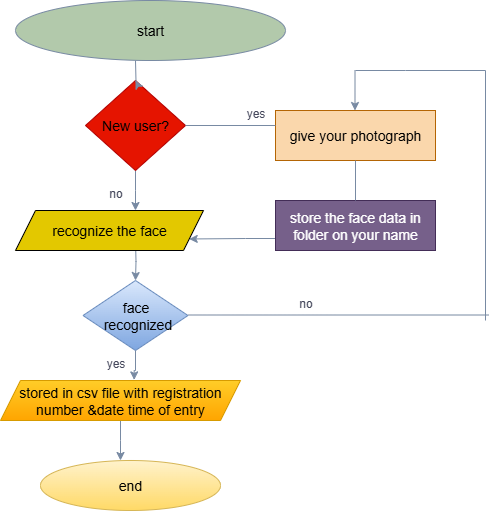 start
New user?
yes
give your photograph
no
recognize the face
store the face data in
folder on your name
face
recognized
no
yes
stored in csv file with registration
number &date time of entry
end